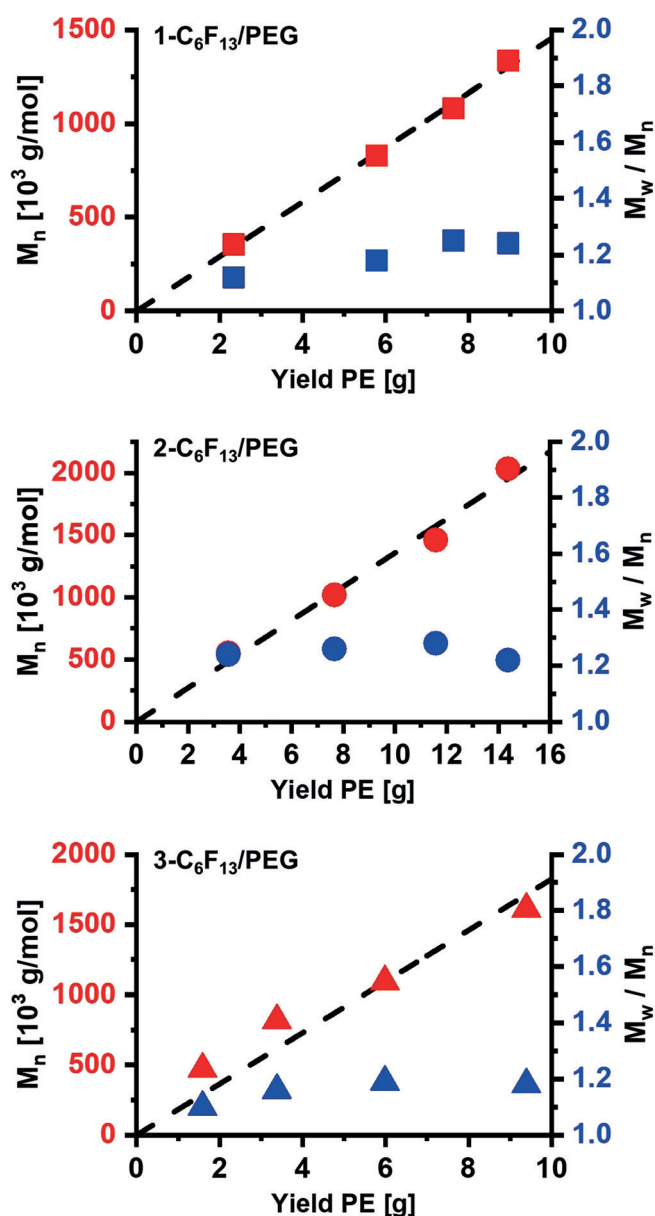 1-C₆F₁₃/PEG
1500
1000
500
0
Mₙ [10³ g/mol]
2.0
1.8
1.6
1.4
1.2
1.0
M_w / Mₙ
0 2 4 6 8 10
Yield PE [g]
2-C₆F₁₃/PEG
2000
1500
1000
500
0
Mₙ [10³ g/mol]
2.0
1.8
1.6
1.4
1.2
1.0
M_w / Mₙ
0 2 4 6 8 10 12 14 16
Yield PE [g]
3-C₆F₁₃/PEG
2000
1500
1000
500
0
Mₙ [10³ g/mol]
2.0
1.8
1.6
1.4
1.2
1.0
M_w / Mₙ
0 2 4 6 8 10
Yield PE [g]